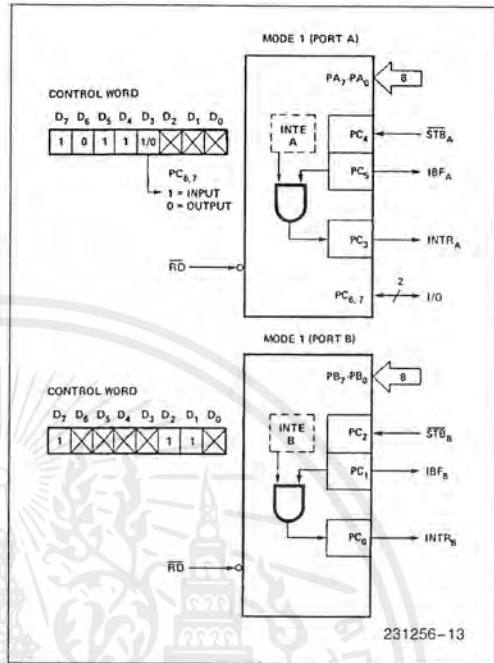 MODE 1 (PORT A)
PA7-PA0
8
CONTROL WORD
D7 D6 D5 D4 D3 D2 D1 D0
1 0 1 1 1/0
PC6, 7
1 = INPUT
0 = OUTPUT
INTE
A
PC4
STBA
PC5
IBFA
PC3
INTRA
RD
PC6, 7
2
I/O
MODE 1 (PORT B)
PB7-PB0
8
CONTROL WORD
D7 D6 D5 D4 D3 D2 D1 D0
1 1 1
INTE
B
PC2
STBB
PC1
IBFB
PC0
INTRB
RD
231256-13